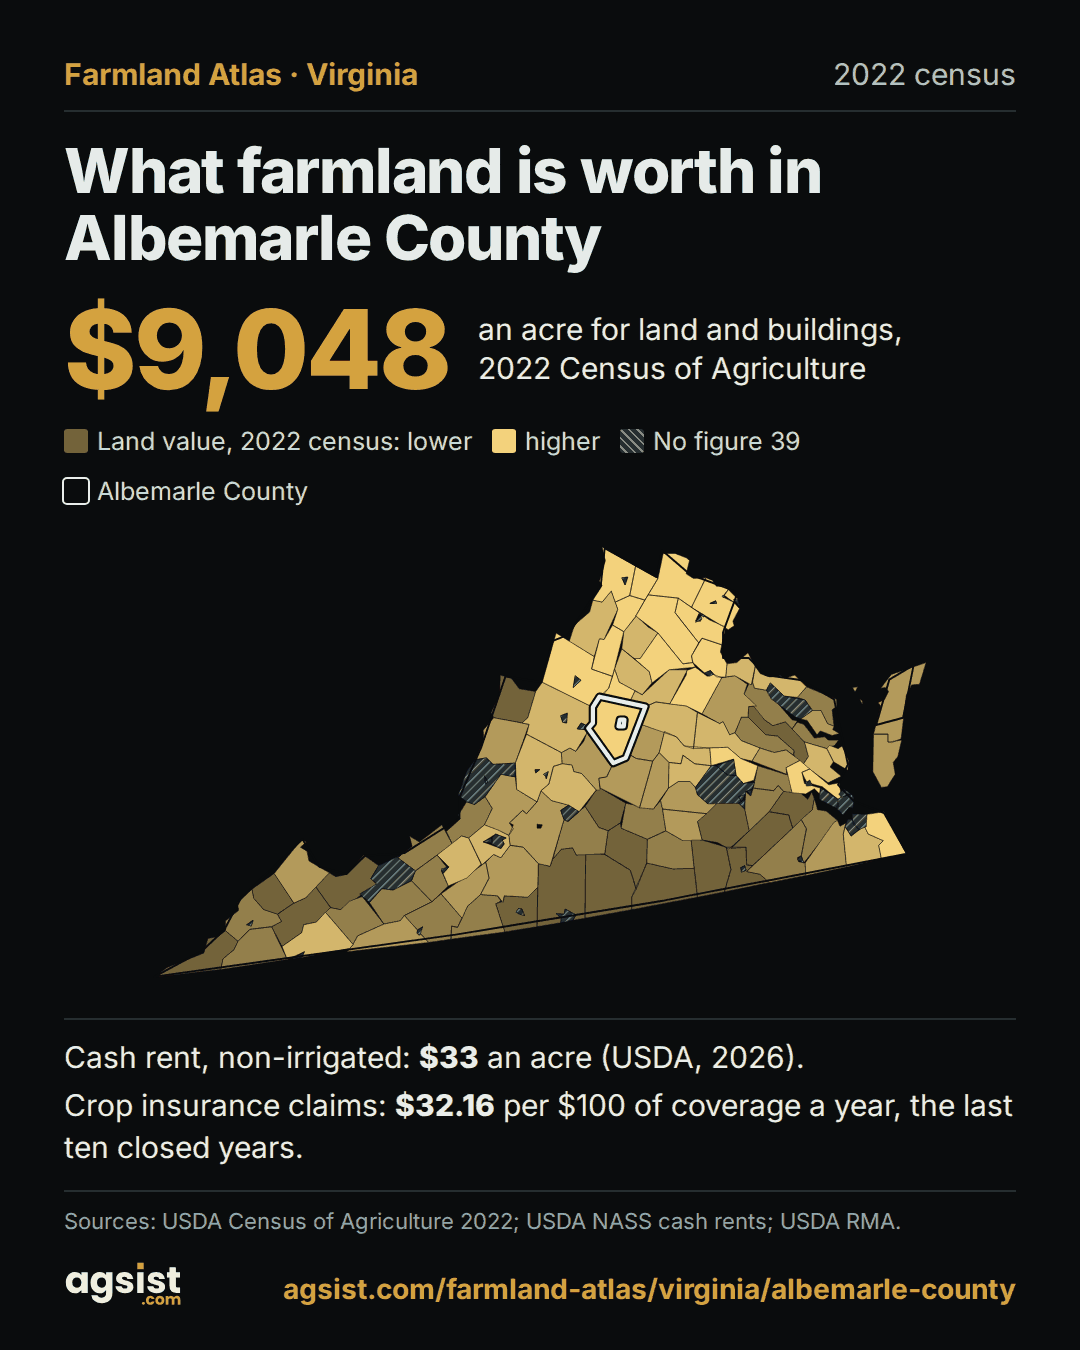 Farmland Atlas · Virginia
2022 census
What farmland is worth in
Albemarle County
$9,048
an acre for land and buildings,
2022 Census of Agriculture
Land value, 2022 census: lower
higher
No figure 39
Albemarle County
Cash rent, non-irrigated: $33 an acre (USDA, 2026).
Crop insurance claims: $32.16 per $100 of coverage a year, the last
ten closed years.
Sources: USDA Census of Agriculture 2022; USDA NASS cash rents; USDA RMA.
agsist
.com
agsist.com/farmland-atlas/virginia/albemarle-county